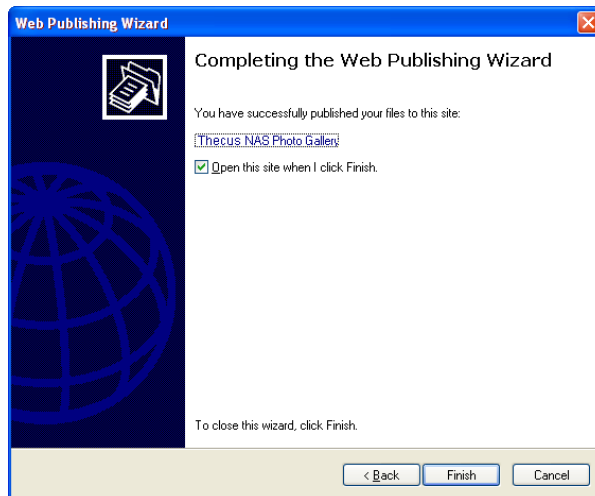 Web Publishing Wizard
Completing the Web Publishing Wizard
You have successfully published your files to this site:
Thecus NAS Photo Gallery
Open this site when I click Finish.
To close this wizard, click Finish.
< Back Finish Cancel